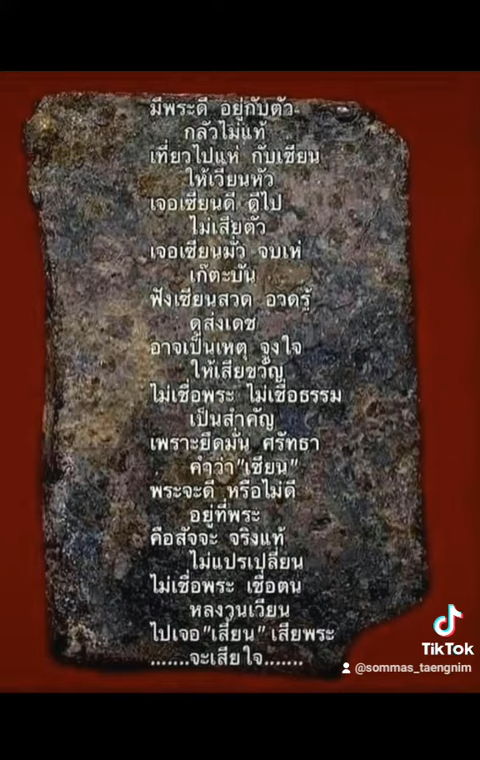 มีพระดี อยู่กับตัว
กลัวไม่แท้
เที่ยวไปแห่ กับเซียน
ให้เวียนหัว
เจอเซียนดี ดีไป
ไม่เสียตัว
เจอเซียนมั่ว จบเห่
เก๊ตะบัน
ฟังเซียนสวด อวดรู้
ดูส่งเดช
อาจเป็นเหตุ จูงใจ
ให้เสียขวัญ
ไม่เชื่อพระ ไม่เชื่อธรรม
เป็นสำคัญ
เพราะยึดมั่น ศรัทธา
คำว่า"เซียน"
พระจะดี หรือไม่ดี
อยู่ที่พระ
คือสัจจะ จริงแท้
ไม่แปรเปลี่ยน
ไม่เชื่อพระ เชื่อตน
หลงวนเวียน
ไปเจอ"เสี้ยน" เสียพระ
.......จะเสียใจ.......
TikTok
@sommas_taengnim